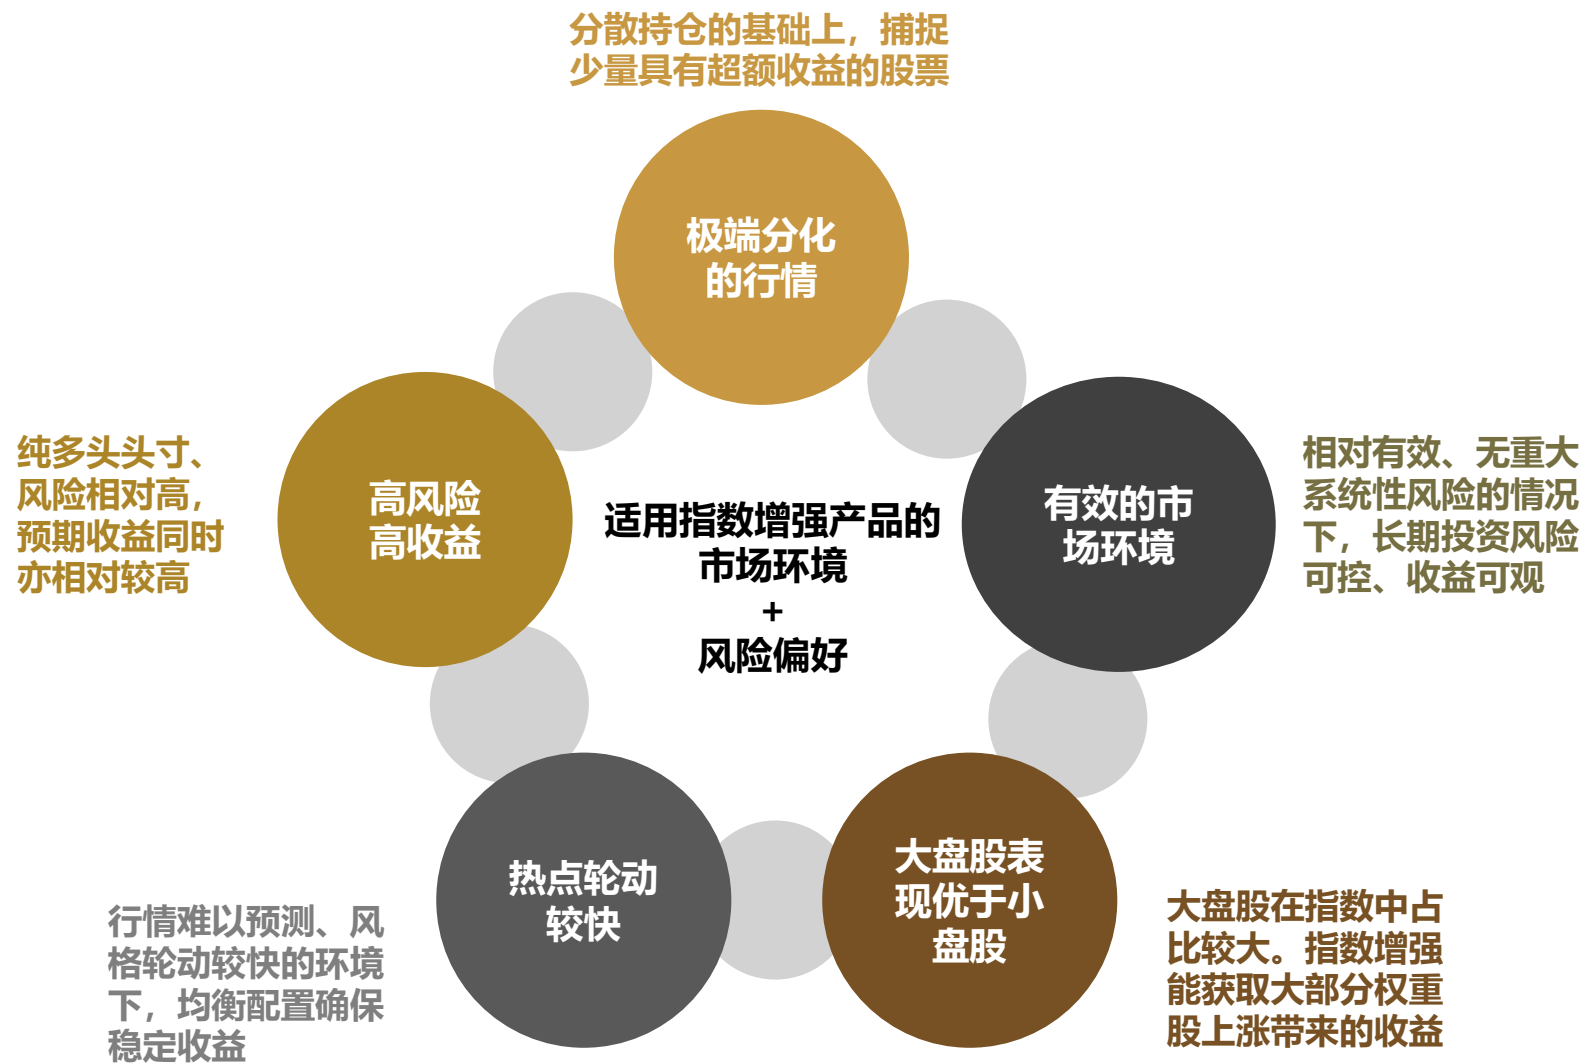 分散持仓的基础上，捕捉
少量具有超额收益的股票
极端分化
的行情
纯多头头寸、
风险相对高，
预期收益同时
亦相对较高
高风险
高收益
适用指数增强产品的
市场环境
+
风险偏好
有效的市
场环境
相对有效、无重大
系统性风险的情况
下，长期投资风险
可控、收益可观
热点轮动
较快
行情难以预测、风
格轮动较快的环境
下，均衡配置确保
稳定收益
大盘股表
现优于小
盘股
大盘股在指数中占
比较大。指数增强
能获取大部分权重
股上涨带来的收益